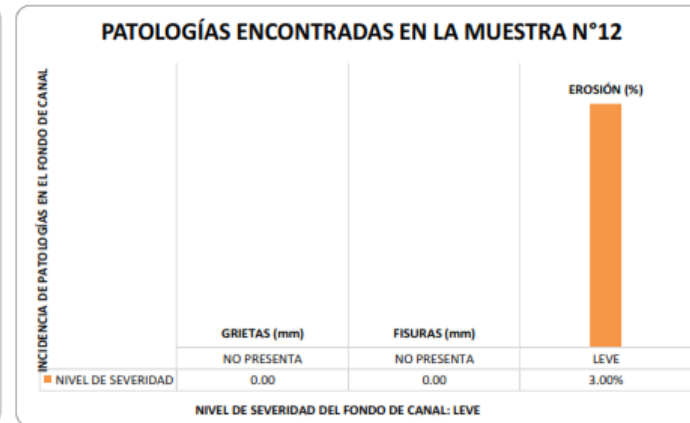 PATOLOGÍAS ENCONTRADAS EN LA MUESTRA N°12
INCIDENCIA DE PATOLOGÍAS EN EL FONDO DE CANAL
EROSIÓN (%)
GRIETAS (mm) FISURAS (mm)
NO PRESENTA NO PRESENTA LEVE
NIVEL DE SEVERIDAD 0.00 0.00 3.00%
NIVEL DE SEVERIDAD DEL FONDO DE CANAL: LEVE